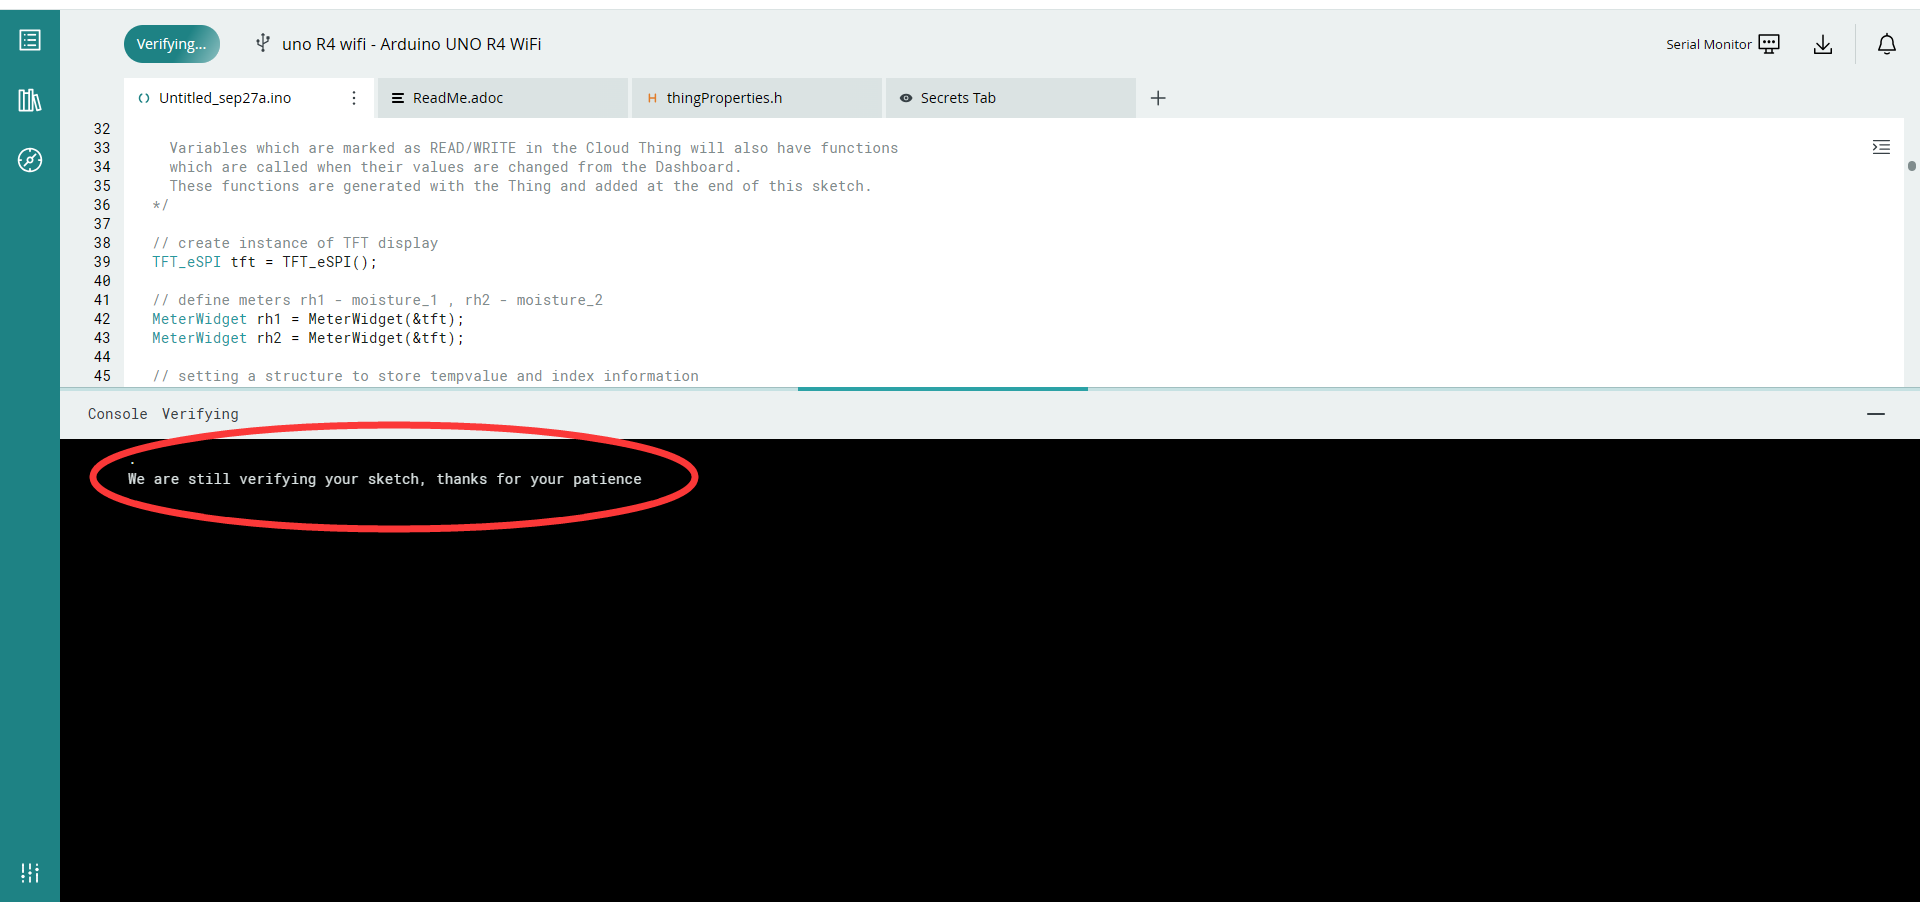 Verifying...
uno R4 wifi - Arduino UNO R4 WiFi
Serial Monitor
Untitled_sep27a.ino
ReadMe.adoc
H thingProperties.h
Secrets Tab
32
33 Variables which are marked as READ/WRITE in the Cloud Thing will also have functions
34 which are called when their values are changed from the Dashboard.
35 These functions are generated with the Thing and added at the end of this sketch.
36 */
37
38 // create instance of TFT display
39 TFT_eSPI tft = TFT_eSPI();
40
41 // define meters rh1 - moisture_1 , rh2 - moisture_2
42 MeterWidget rh1 = MeterWidget(&tft);
43 MeterWidget rh2 = MeterWidget(&tft);
44
45 // setting a structure to store tempvalue and index information
Console Verifying
.
We are still verifying your sketch, thanks for your patience